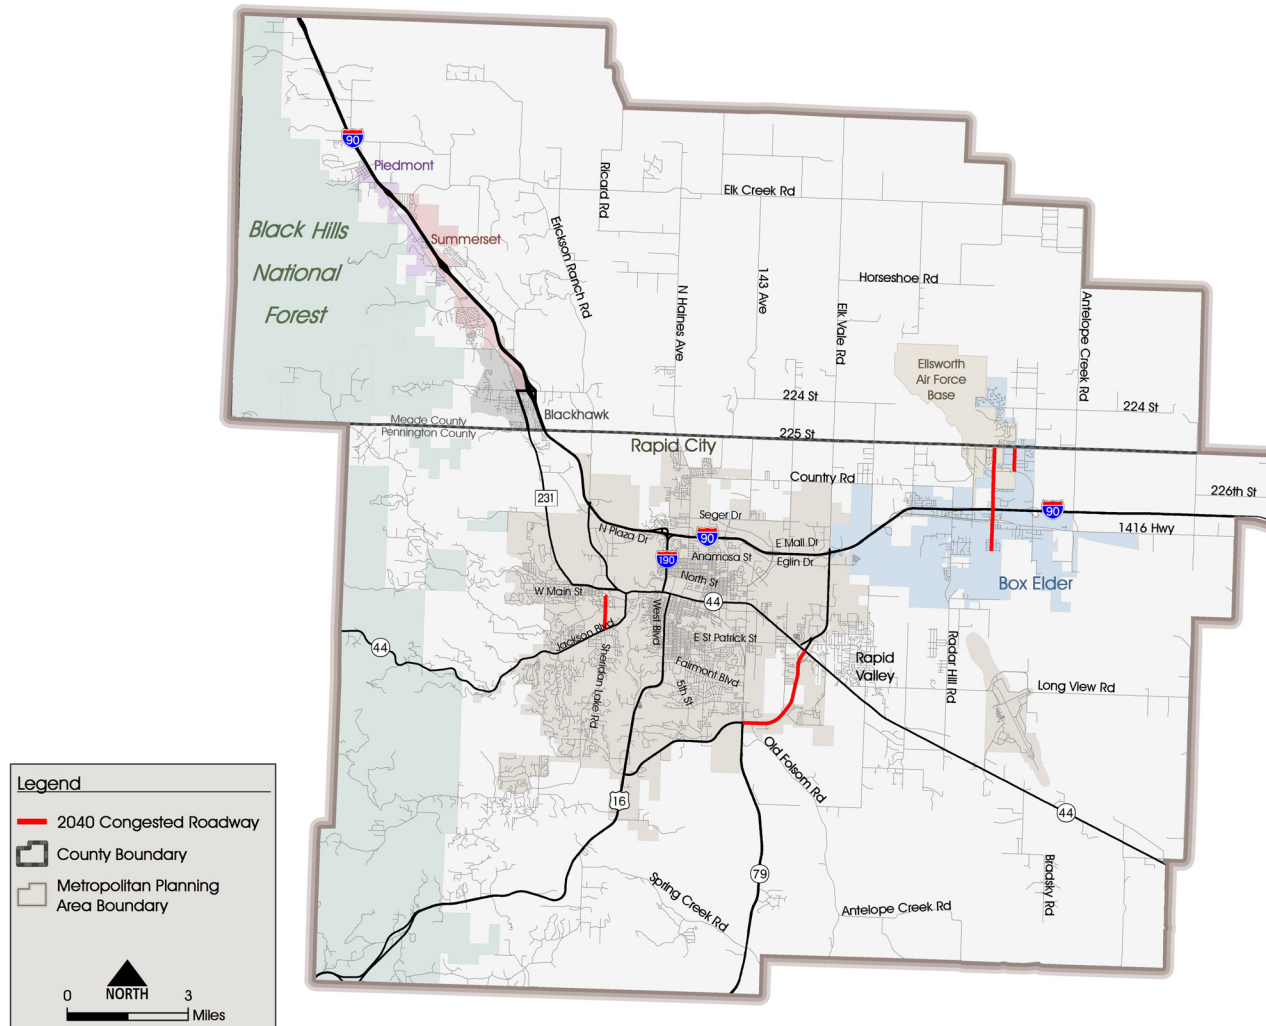 90
Piedmont
Elk Creek Rd
Ricard Rd
Black Hills
National
Forest
Summerset
Erickson Ranch Rd
Horseshoe Rd
143 Ave
N Haines Ave
Elk Vale Rd
Antelope Creek Rd
Ellsworth
Air Force
Base
224 St
224 St
Blackhawk
Meade County
Pennington County
225 St
Rapid City
Country Rd
226th St
231
Seger Dr
90
1416 Hwy
N Plaza Dr
90
E Mall Dr
190
Anamosa St
Eglin Dr
North St
Box Elder
W Main St
44
West Blvd
Jackson Blvd
E St Patrick St
44
Sheridan Lake Rd
Fairmont Blvd
5th St
Rapid
Valley
Radar Hill Rd
Long View Rd
Old Folsom Rd
16
44
79
Spring Creek Rd
Antelope Creek Rd
Bradsky Rd
Legend
2040 Congested Roadway
County Boundary
Metropolitan Planning
Area Boundary
NORTH
0 3
Miles